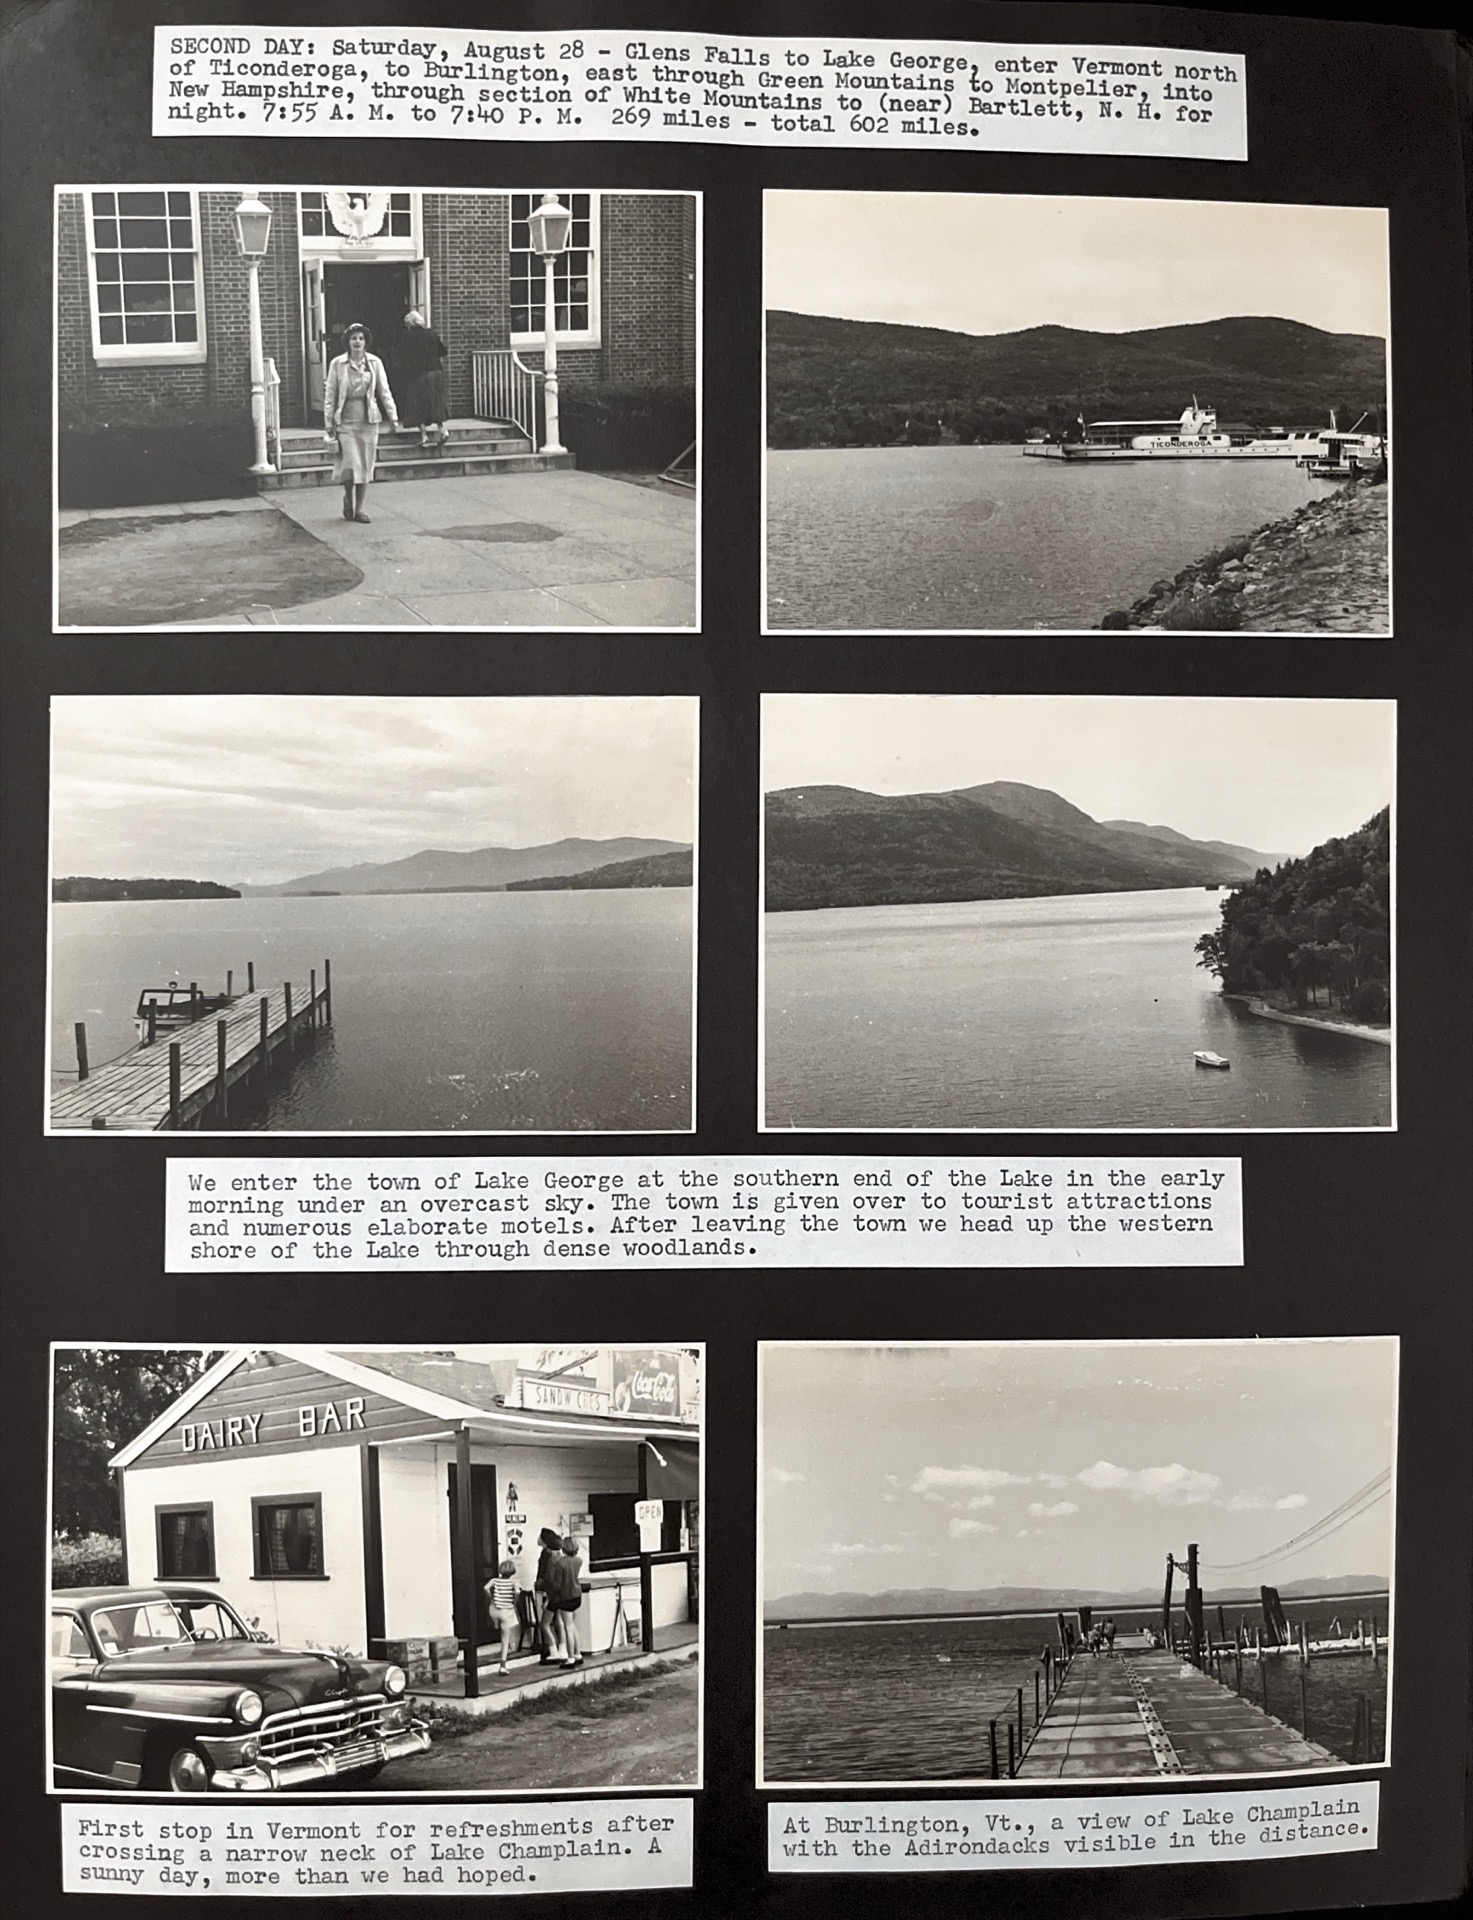 SECOND DAY: Saturday, August 28 - Glens Falls to Lake George, enter Vermont north
of Ticonderoga, to Burlington, east through Green Mountains to Montpelier, into
New Hampshire, through section of White Mountains to (near) Bartlett, N. H. for
night. 7:55 A. M. to 7:40 P. M.  269 miles - total 602 miles.
TICONDEROGA
We enter the town of Lake George at the southern end of the Lake in the early
morning under an overcast sky. The town is given over to tourist attractions
and numerous elaborate motels. After leaving the town we head up the western
shore of the Lake through dense woodlands.
SANDWICHES
Coca-Cola
DAIRY BAR
OPEN
First stop in Vermont for refreshments after
crossing a narrow neck of Lake Champlain. A
sunny day, more than we had hoped.
At Burlington, Vt., a view of Lake Champlain
with the Adirondacks visible in the distance.